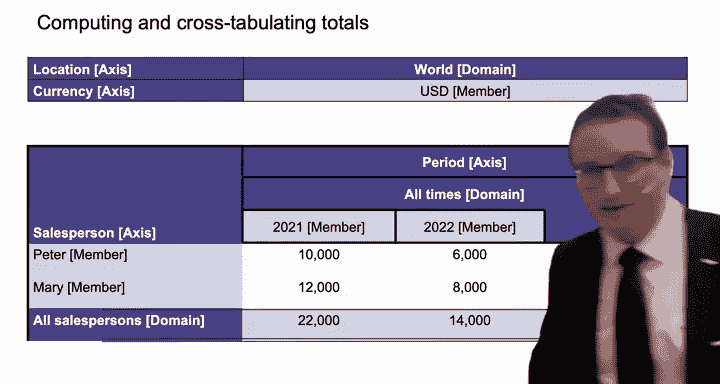 Computing and cross-tabulating totals
Location [Axis] World [Domain]
Currency [Axis] USD [Member]
Period [Axis]
All times [Domain]
Salesperson [Axis] 2021 [Member] 2022 [Member]
Peter [Member] 10,000 6,000
Mary [Member] 12,000 8,000
All salespersons [Domain] 22,000 14,000